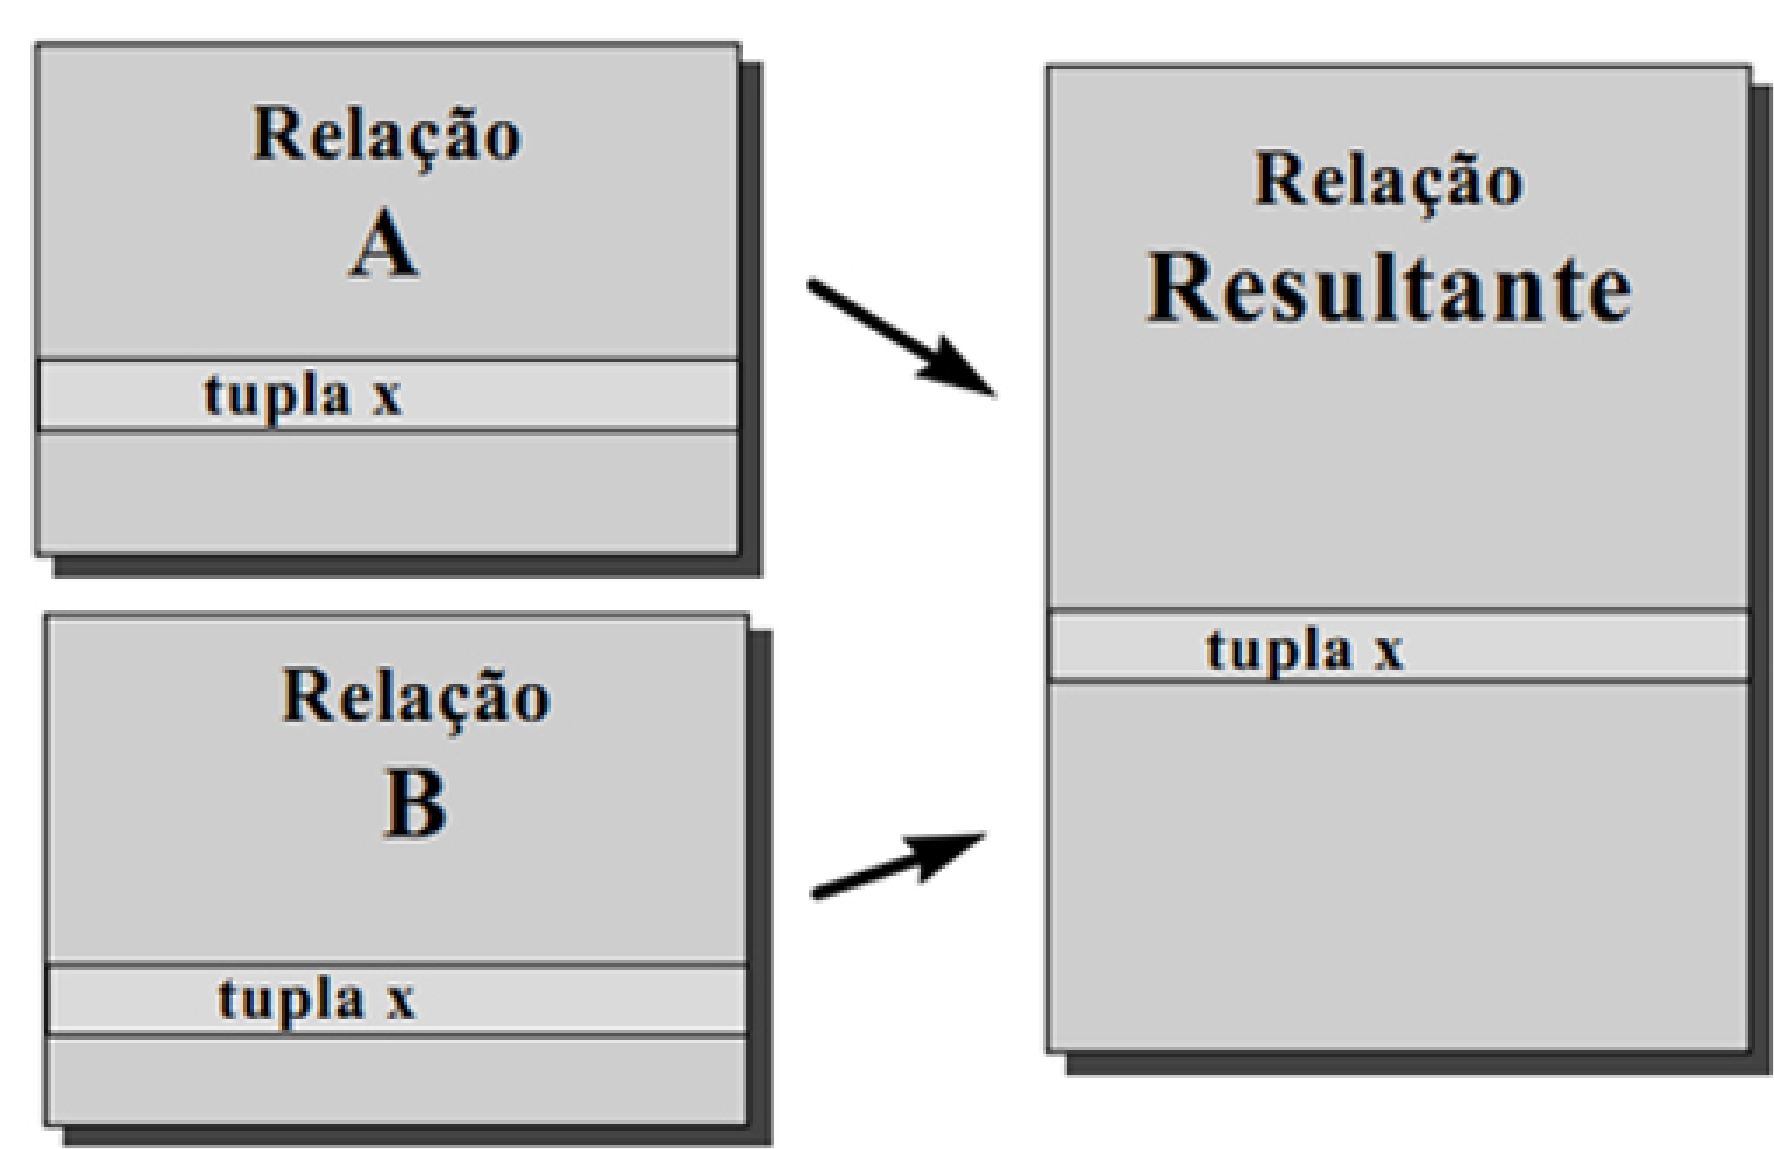 Relação
A
tupla x
Relação
B
tupla x
Relação
Resultante
tupla x